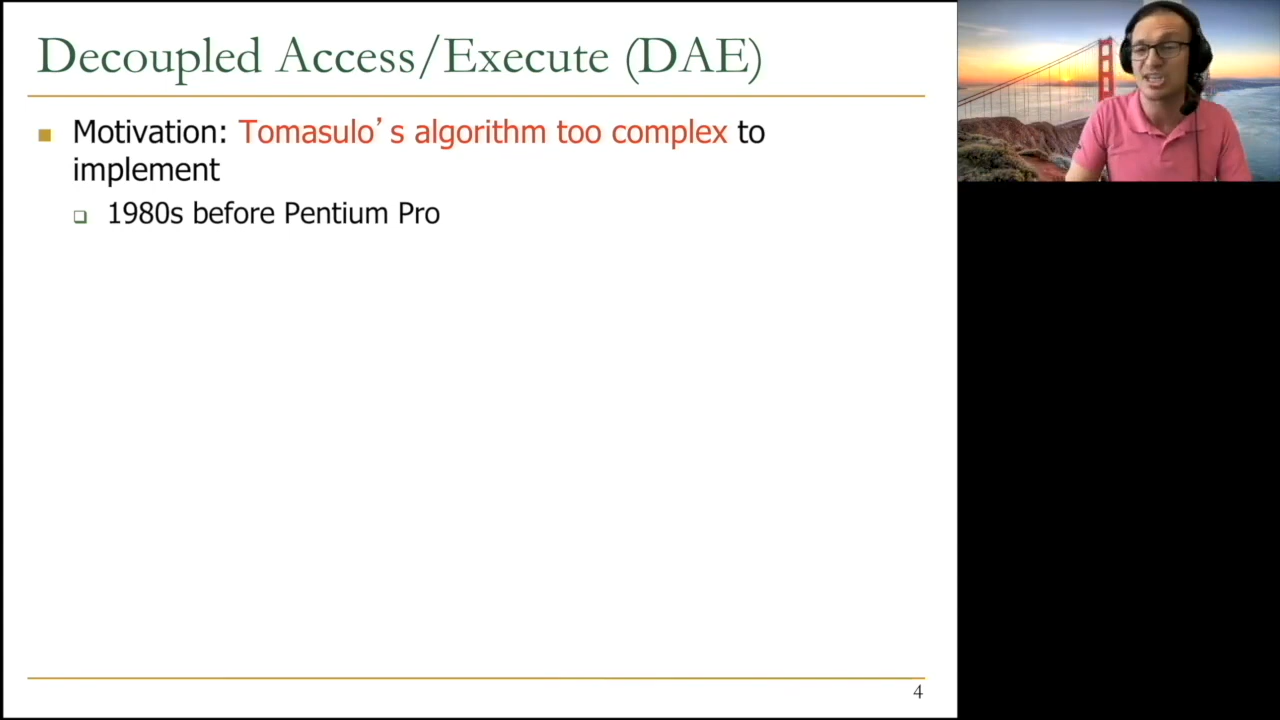 Decoupled Access/Execute (DAE)
Motivation: Tomasulo’s algorithm too complex to
implement
1980s before Pentium Pro
4